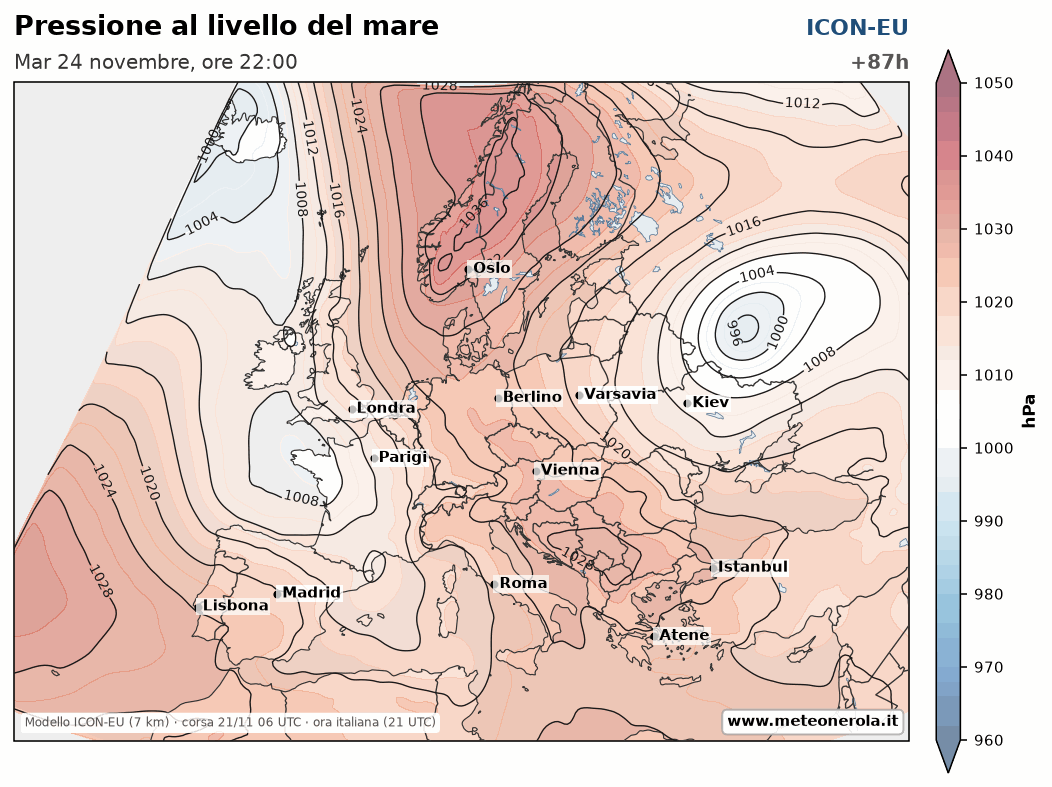 Pressione al livello del mare
ICON-EU
Mar 24 novembre, ore 22:00
+87h
1028
1012
1024
1000
1012
1008
1016
1004
1036
1016
Oslo
1004
996
1000
1008
Berlino
Varsavia
Kiev
Londra
Parigi
1020
Vienna
1024
1020
1008
1028
1028
Istanbul
Roma
Madrid
Lisbona
Atene
Modello ICON-EU (7 km) · corsa 21/11 06 UTC · ora italiana (21 UTC)
www.meteonerola.it
1050
1040
1030
1020
1010
1000
990
980
970
960
hPa